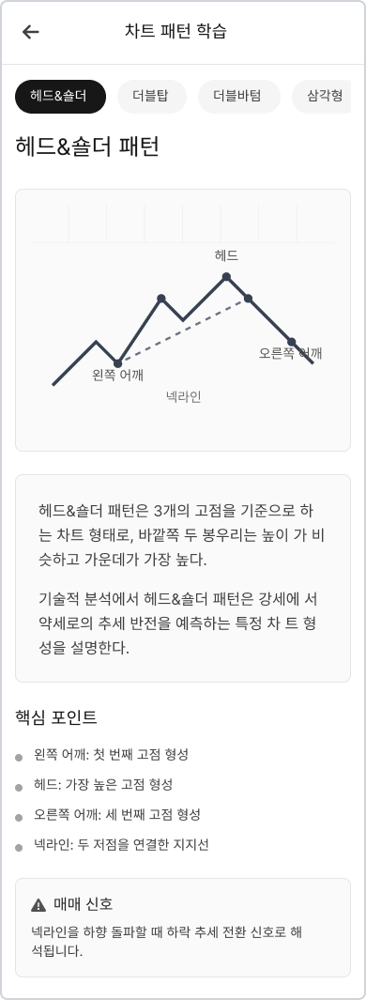 차트 패턴 학습
헤드&숄더 더블탑 더블바텀 삼각형
헤드&숄더 패턴
헤드
오른쪽 어깨
왼쪽 어깨
넥라인
헤드&숄더 패턴은 3개의 고점을 기준으로 하
는 차트 형태로, 바깥쪽 두 봉우리는 높이 가 비
슷하고 가운데가 가장 높다.
기술적 분석에서 헤드&숄더 패턴은 강세에 서
약세로의 추세 반전을 예측하는 특정 차 트 형
성을 설명한다.
핵심 포인트
왼쪽 어깨: 첫 번째 고점 형성
헤드: 가장 높은 고점 형성
오른쪽 어깨: 세 번째 고점 형성
넥라인: 두 저점을 연결한 지지선
매매 신호
넥라인을 하향 돌파할 때 하락 추세 전환 신호로 해
석됩니다.